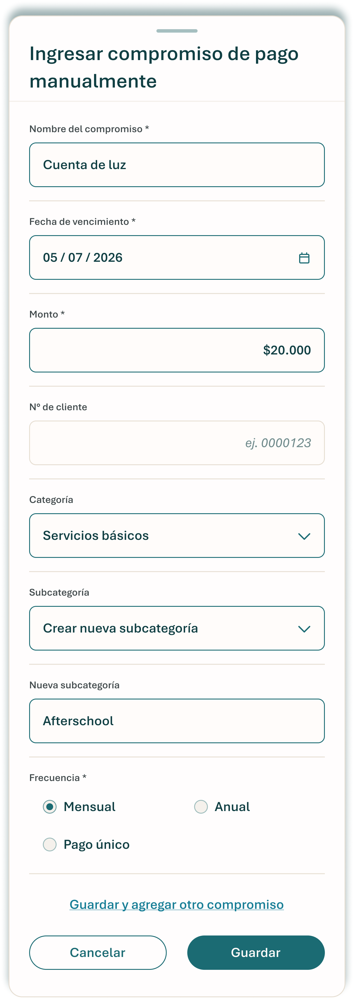 Ingresar compromiso de pago
manualmente
Nombre del compromiso *
Cuenta de luz
Fecha de vencimiento *
05 / 07 / 2026
Monto *
$20.000
N° de cliente
ej. 0000123
Categoría
Servicios básicos
Subcategoría
Crear nueva subcategoría
Nueva subcategoría
Afterschool
Frecuencia *
Mensual Anual
Pago único
Guardar y agregar otro compromiso
Cancelar Guardar